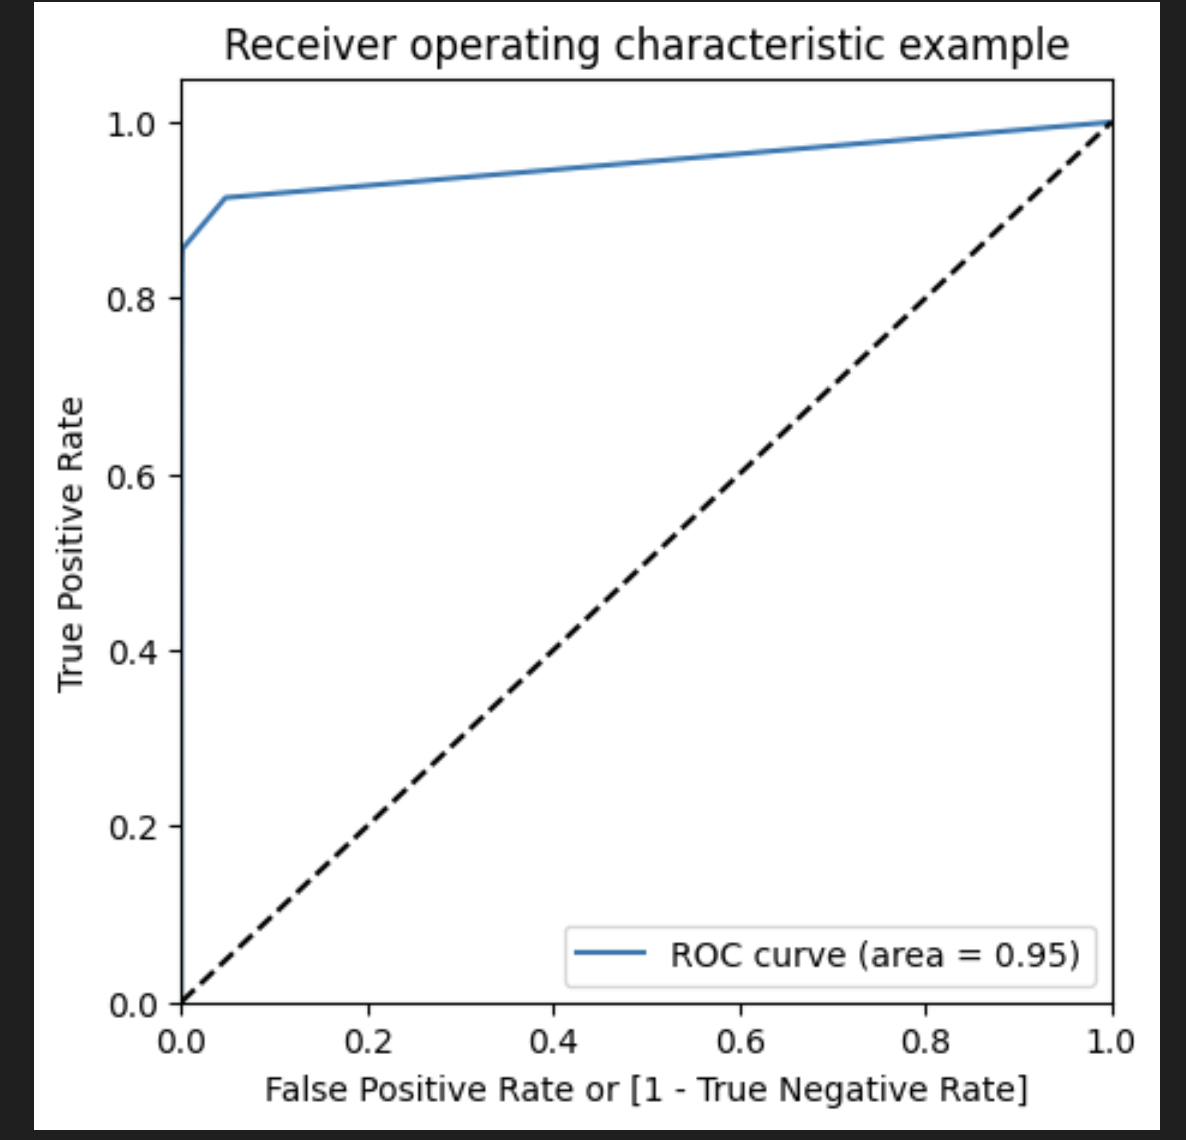 Receiver operating characteristic example
True Positive Rate
1.0
0.8
0.6
0.4
0.2
0.0
ROC curve (area = 0.95)
0.0 0.2 0.4 0.6 0.8 1.0
False Positive Rate or [1 - True Negative Rate]